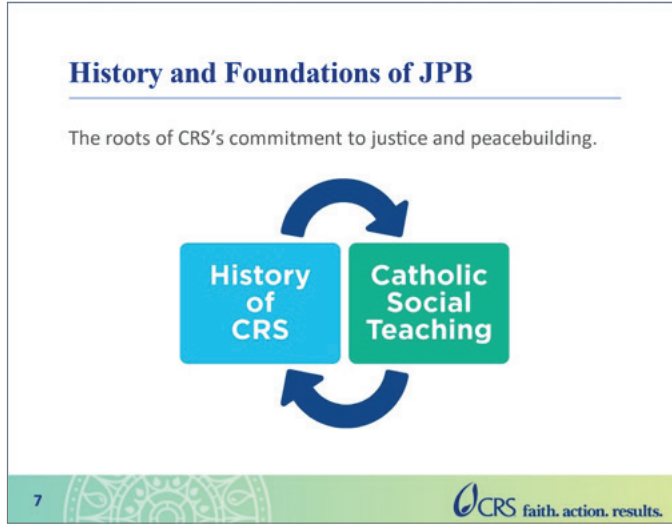 History and Foundations of JPB
The roots of CRS's commitment to justice and peacebuilding.
History
of
CRS
Catholic
Social
Teaching
7
CRS faith. action. results.